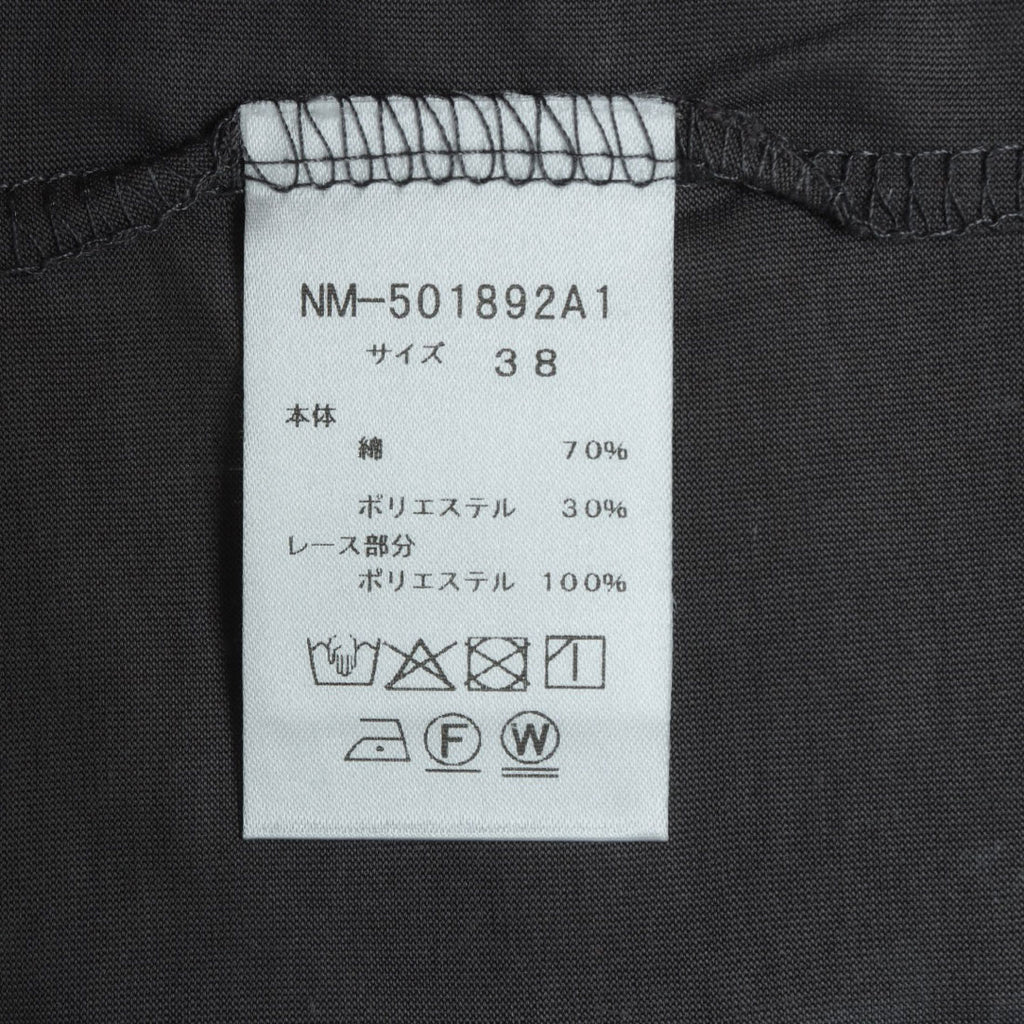 NM-501892A1
サイズ 38
本体
綿 70%
ポリエステル 30%
レース部分
ポリエステル 100%
F W